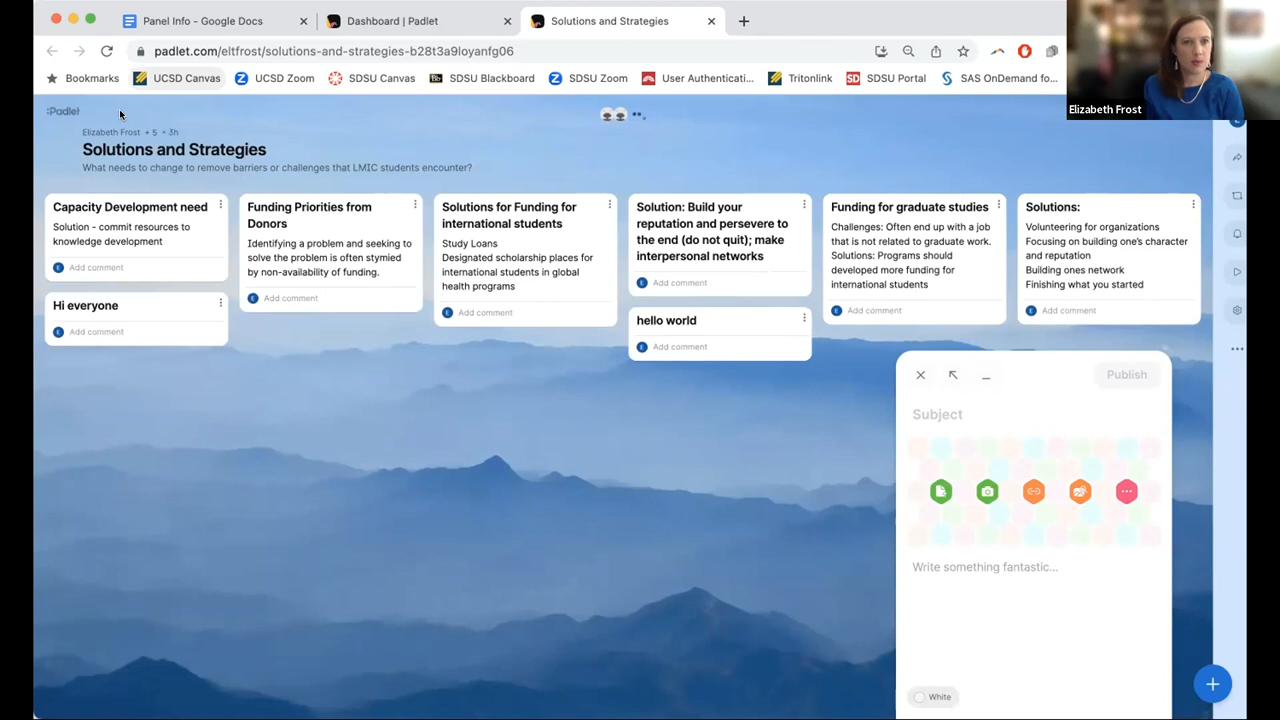 Panel Info - Google Docs
Dashboard | Padlet
Solutions and Strategies
padlet.com/eltfrost/solutions-and-strategies-b28t3a9loyanfg06
Bookmarks
UCSD Canvas
UCSD Zoom
SDSU Canvas
Bb
SDSU Blackboard
SDSU Zoom
User Authenticati...
Tritonlink
SD
SDSU Portal
SAS OnDemand fo...
Elizabeth Frost
:Padlet
Elizabeth Frost + 5 • 3h
Solutions and Strategies
What needs to change to remove barriers or challenges that LMIC students encounter?
Capacity Development need
Solution - commit resources to
knowledge development
E
Add comment
Hi everyone
E
Add comment
Funding Priorities from
Donors
Identifying a problem and seeking to
solve the problem is often stymied
by non-availability of funding.
E
Add comment
Solutions for Funding for
international students
Study Loans
Designated scholarship places for
international students in global
health programs
E
Add comment
Solution: Build your
reputation and persevere to
the end (do not quit); make
interpersonal networks
E
Add comment
hello world
E
Add comment
Funding for graduate studies
Challenges: Often end up with a job
that is not related to graduate work.
Solutions: Programs should
developed more funding for
international students
E
Add comment
Solutions:
Volunteering for organizations
Focusing on building one's character
and reputation
Building ones network
Finishing what you started
E
Add comment
Publish
Subject
Write something fantastic...
White